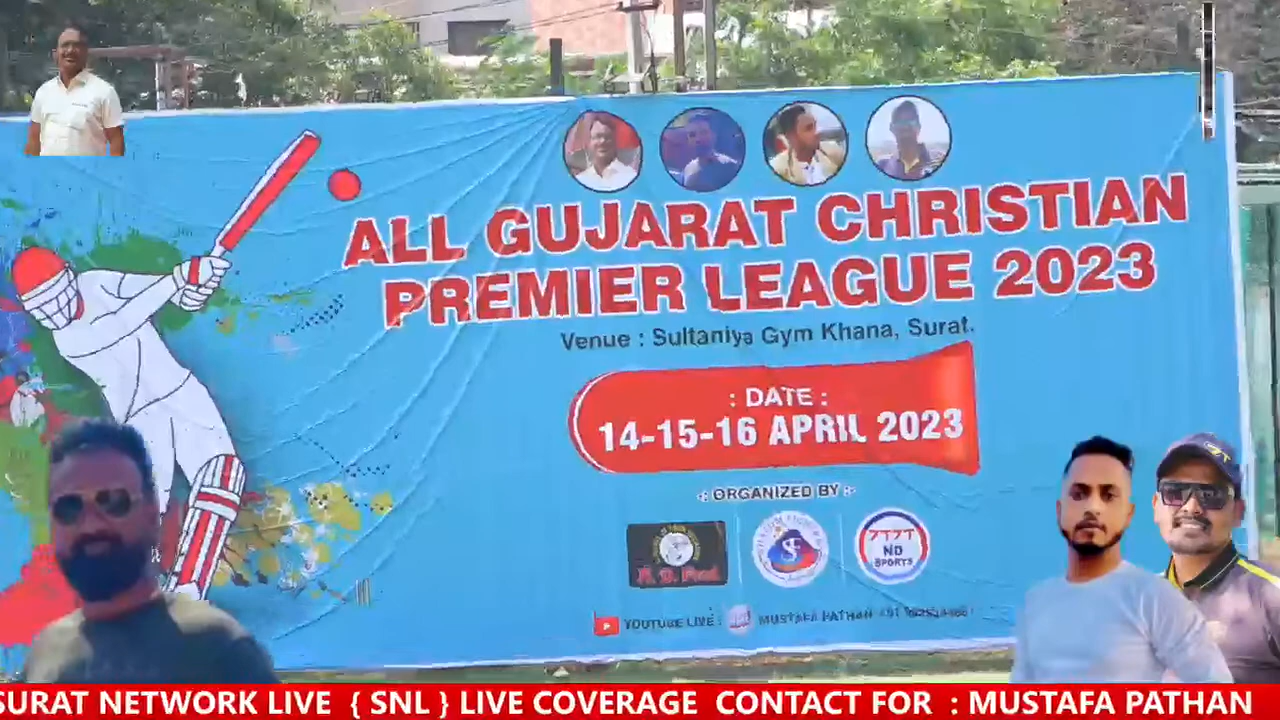 ALL GUJARAT CHRISTIAN
PREMIER LEAGUE 2023
Venue : Sultaniya Gym Khana, Surat.
: DATE :
14-15-16 APRIL 2023
-: ORGANIZED BY :-
ND
SPORTS
YOUTUBE LIVE :
MUSTAFA PATHAN +91
SURAT NETWORK LIVE { SNL } LIVE COVERAGE CONTACT FOR : MUSTAFA PATHAN